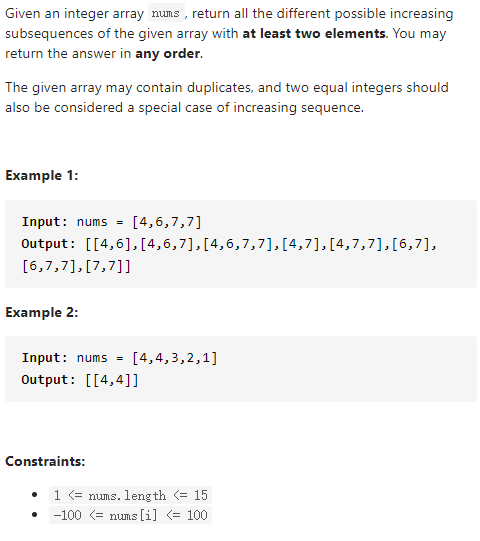 Given an integer array nums , return all the different possible increasing
subsequences of the given array with at least two elements. You may
return the answer in any order.
The given array may contain duplicates, and two equal integers should
also be considered a special case of increasing sequence.
Example 1:
Input: nums = [4,6,7,7]
Output: [[4,6],[4,6,7],[4,6,7,7],[4,7],[4,7,7],[6,7],
[6,7,7],[7,7]]
Example 2:
Input: nums = [4,4,3,2,1]
Output: [[4,4]]
Constraints:
• 1 <= nums.length <= 15
• -100 <= nums[i] <= 100